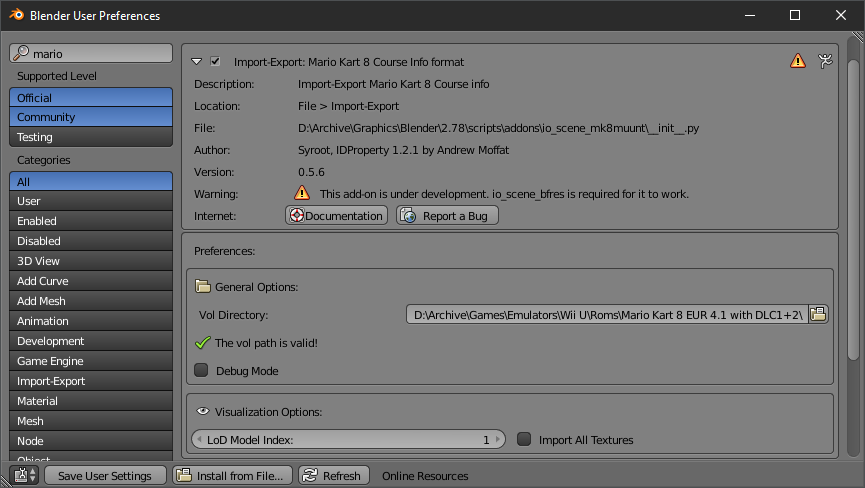 Blender User Preferences
mario
Supported Level
Official
Community
Testing
Categories
All
User
Enabled
Disabled
3D View
Add Curve
Add Mesh
Animation
Development
Game Engine
Import-Export
Material
Mesh
Node
Object
Import-Export: Mario Kart 8 Course Info format
Description: Import-Export Mario Kart 8 Course info
Location: File > Import-Export
File: D:\Archive\Graphics\Blender\2.78\scripts\addons\io_scene_mk8muunt\__init__.py
Author: Syroot, IDProperty 1.2.1 by Andrew Moffat
Version: 0.5.6
Warning: This add-on is under development. io_scene_bfres is required for it to work.
Internet: Documentation Report a Bug
Preferences:
General Options:
Vol Directory: D:\Archive\Games\Emulators\Wii U\Roms\Mario Kart 8 EUR 4.1 with DLC1+2\
The vol path is valid!
Debug Mode
Visualization Options:
LoD Model Index: 1 Import All Textures
Save User Settings Install from File... Refresh Online Resources